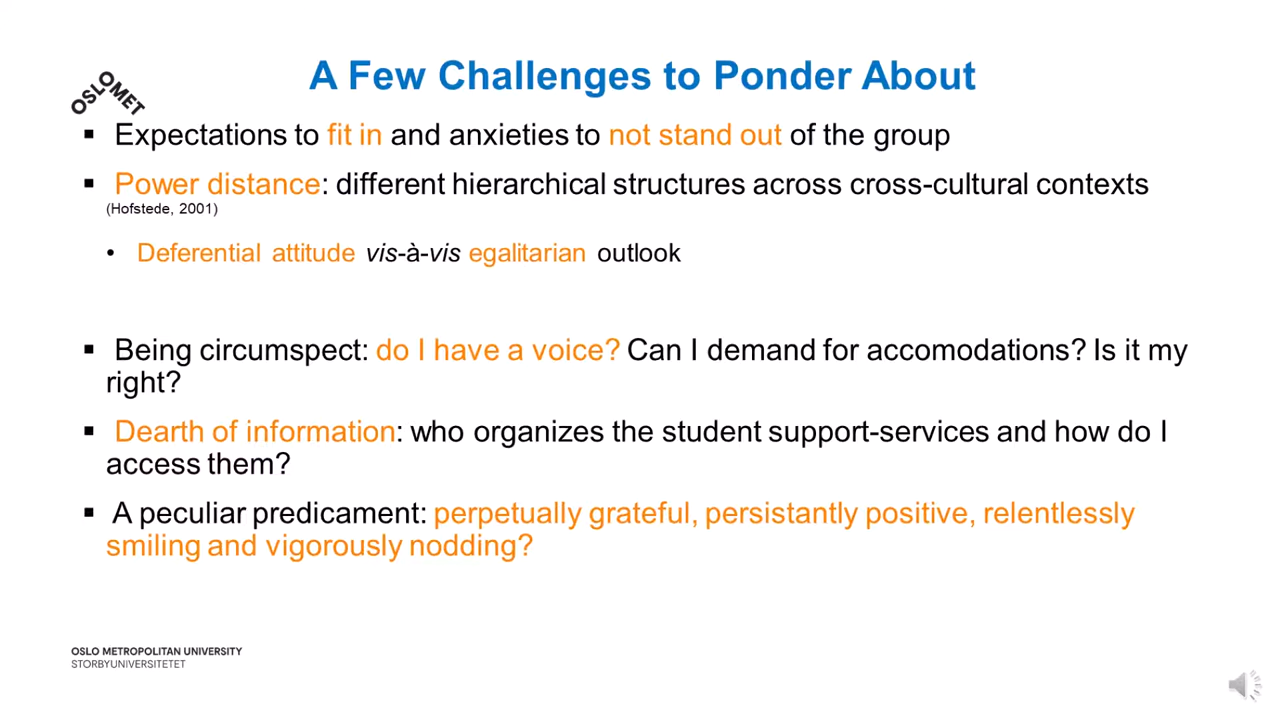 A Few Challenges to Ponder About
OSLOMET
▪ Expectations to fit in and anxieties to not stand out of the group
▪ Power distance: different hierarchical structures across cross-cultural contexts
(Hofstede, 2001)
• Deferential attitude vis-à-vis egalitarian outlook
▪ Being circumspect: do I have a voice? Can I demand for accomodations? Is it my
right?
▪ Dearth of information: who organizes the student support-services and how do I
access them?
▪ A peculiar predicament: perpetually grateful, persistantly positive, relentlessly
smiling and vigorously nodding?
OSLO METROPOLITAN UNIVERSITY
STORBYUNIVERSITETET